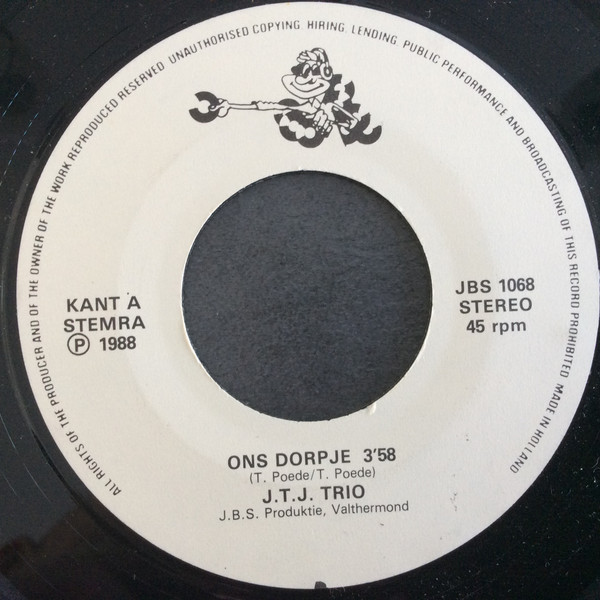 ALL RIGHTS OF THE PRODUCER AND OF THE OWNER OF THE WORK REPRODUCED RESERVED. UNAUTHORISED COPYING, HIRING, LENDING, PUBLIC PERFORMANCE AND BROADCASTING OF THIS RECORD PROHIBITED. MADE IN HOLLAND
KANT A
STEMRA
Ⓟ 1988
JBS 1068
STEREO
45 rpm
ONS DORPJE 3'58
(T. Poede/T. Poede)
J.T.J. TRIO
J.B.S. Produktie, Valthermond